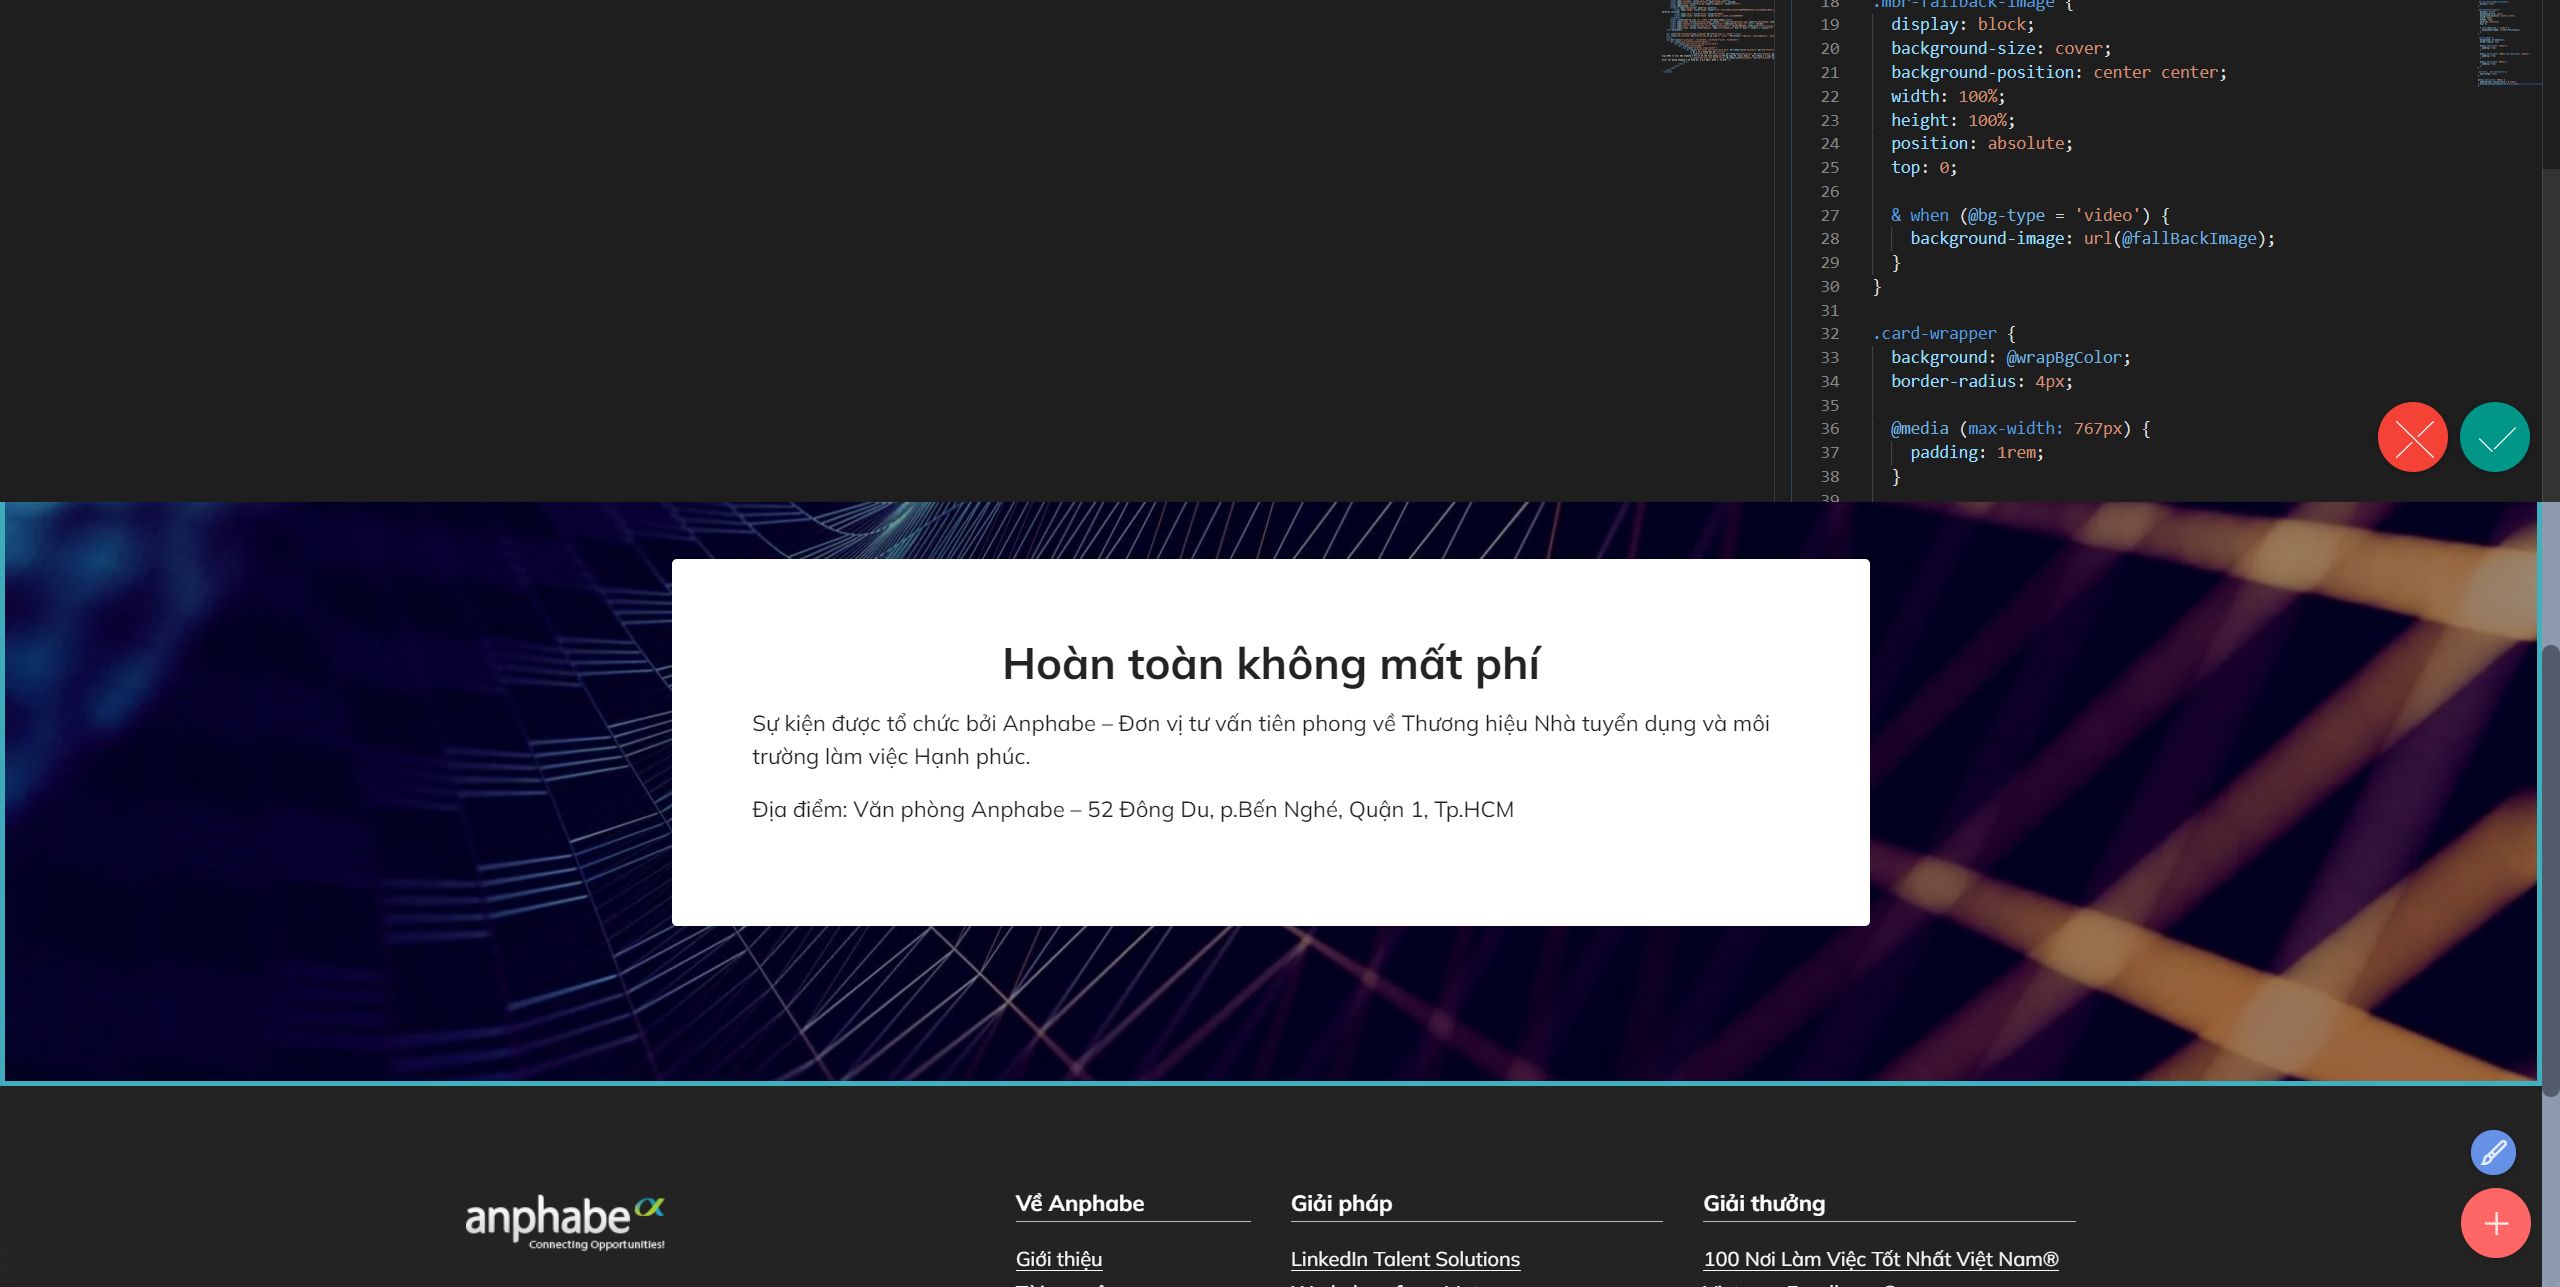 18 .mbr-fallback-image {
19 display: block;
20 background-size: cover;
21 background-position: center center;
22 width: 100%;
23 height: 100%;
24 position: absolute;
25 top: 0;
26
27 & when (@bg-type = 'video') {
28 background-image: url(@fallBackImage);
29 }
30 }
31
32 .card-wrapper {
33 background: @wrapBgColor;
34 border-radius: 4px;
35
36 @media (max-width: 767px) {
37 padding: 1rem;
38 }
39
Hoàn toàn không mất phí
Sự kiện được tổ chức bởi Anphabe – Đơn vị tư vấn tiên phong về Thương hiệu Nhà tuyển dụng và môi
trường làm việc Hạnh phúc.
Địa điểm: Văn phòng Anphabe – 52 Đông Du, p.Bến Nghé, Quận 1, Tp.HCM
anphabe
Connecting Opportunities!
Về Anphabe
Giới thiệu
Giải pháp
LinkedIn Talent Solutions
Giải thưởng
100 Nơi Làm Việc Tốt Nhất Việt Nam®